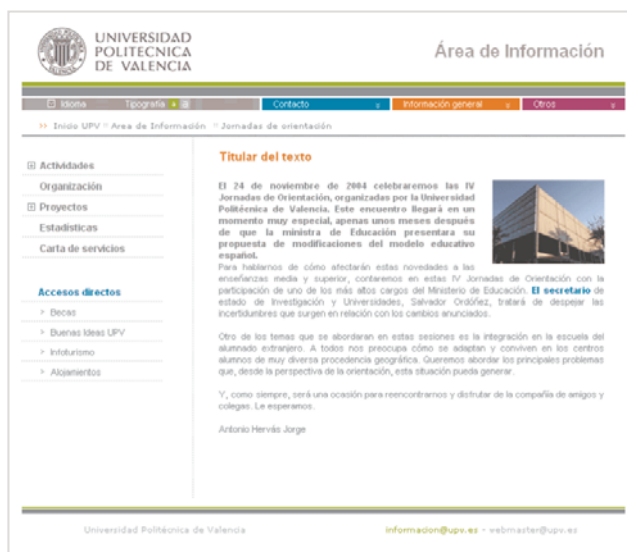 UNIVERSIDAD
POLITECNICA
DE VALENCIA
Área de Información
Idioma Tipografía Contacto Información general Otros
>> Inicio UPV Area de Información Jornadas de orientación
Actividades
Organización
Proyectos
Estadísticas
Carta de servicios
Accesos directos
> Becas
> Buenas Ideas UPV
> Infoturismo
> Alojamientos
Titular del texto
El 24 de noviembre de 2004 celebraremos las IV
Jornadas de Orientación, organizadas por la Universidad
Politécnica de Valencia. Este encuentro llegará en un
momento muy especial, apenas unos meses después
de que la ministra de Educación presentara su
propuesta de modificaciones del modelo educativo
español.
Para hablarnos de cómo afectarán estas novedades a las
enseñanzas media y superior, contaremos en estas IV Jornadas de Orientación con la
participación de uno de los más altos cargos del Ministerio de Educación. El secretario de
estado de Investigación y Universidades, Salvador Ordóñez, tratará de despejar las
incertidumbres que surgen en relación con los cambios anunciados.
Otro de los temas que se abordaran en estas sesiones es la integración en la escuela del
alumnado extranjero. A todos nos preocupa cómo se adaptan y conviven en los centros
alumnos de muy diversa procedencia geográfica. Queremos abordar los principales problemas
que, desde la perspectiva de la orientación, esta situación pueda generar.
Y, como siempre, será una ocasión para reencontrarnos y disfrutar de la compañía de amigos y
colegas. Le esperamos.
Antonio Hervás Jorge
Universidad Politécnica de Valencia informacion@upv.es - webmaster@upv.es